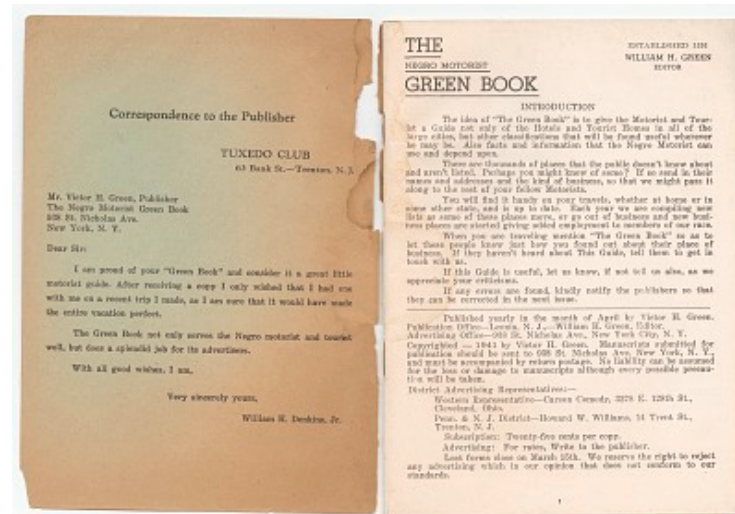 Correspondence to the Publisher
TUXEDO CLUB
63 Bank St.—Trenton, N. J.
Mr. Victor H. Green, Publisher
The Negro Motorist Green Book
938 St. Nicholas Ave.
New York, N. Y.
Dear Sir:
I am proud of your "Green Book" and consider it a great little
motorist guide. After receiving a copy I only wished that I had one
with me on a recent trip I made, as I am sure that it would have made
the entire vacation perfect.
The Green Book not only serves the Negro motorist and tourist
well, but does a splendid job for its advertisers.
With all good wishes, I am,
Very sincerely yours,
William H. Denkins, Jr.
THE
NEGRO MOTORIST
GREEN BOOK
ESTABLISHED 1936
WILLIAM H. GREEN
EDITOR
INTRODUCTION
The idea of "The Green Book" is to give the Motorist and Tour-
ist a Guide not only of the Hotels and Tourist Homes in all of the
large cities, but other classifications that will be found useful wherever
he may be. Also facts and information that the Negro Motorist can
use and depend upon.
There are thousands of places that the public doesn't know about
and aren't listed. Perhaps you might know of some? If so send in their
names and addresses and the kind of business, so that we might pass it
along to the rest of your fellow Motorists.
You will find it handy on your travels, whether at home or in
some other state, and is up to date. Each year we are compiling new
lists as some of these places move, or go out of business and new busi-
ness places are started giving added employment to members of our race.
When you are traveling mention "The Green Book" so as to
let these people know just how you found out about their place of
business. If they haven't heard about This Guide, tell them to get in
touch with us.
If this Guide is useful, let us know, if not tell us also, as we
appreciate your criticisms.
If any errors are found, kindly notify the publishers so that
they can be corrected in the next issue.
Published yearly in the month of April by Victor H. Green.
Publication Office—Leonia, N. J.,—William H. Green, Editor.
Advertising Office—938 St. Nicholas Ave, New York City, N. Y.
Copyrighted — 1941 by Victor H. Green. Manuscripts submitted for
publication should be sent to 938 St. Nicholas Ave, New York, N. Y.,
and must be accompanied by return postage. No liability can be assumed
for the loss or damage to manuscripts although every possible precau-
tion will be taken.
District Advertising Representatives:—
Western Representative—Curson Comedy, E. 128th St.,
Cleveland, Ohio.
Penn. & N. J. District—Howard W. Williams, 14 Trent St.,
Trenton, N. J.
Subscription: Twenty-five cents per copy.
Advertising: For rates, Write to the publisher.
Last forms close on March 15th. We reserve the right to reject
any advertising which in our opinion that does not conform to our
standards.
1